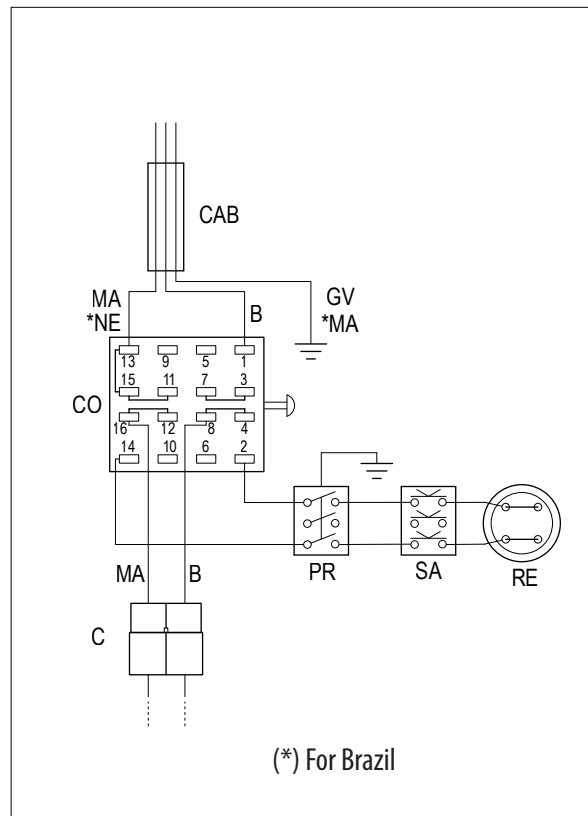 CAB
MA
*NE
B
GV
*MA
13 9 5 1
15 11 7 3
CO
16 12 8 4
14 10 6 2
MA B
PR SA RE
C
(*) For Brazil